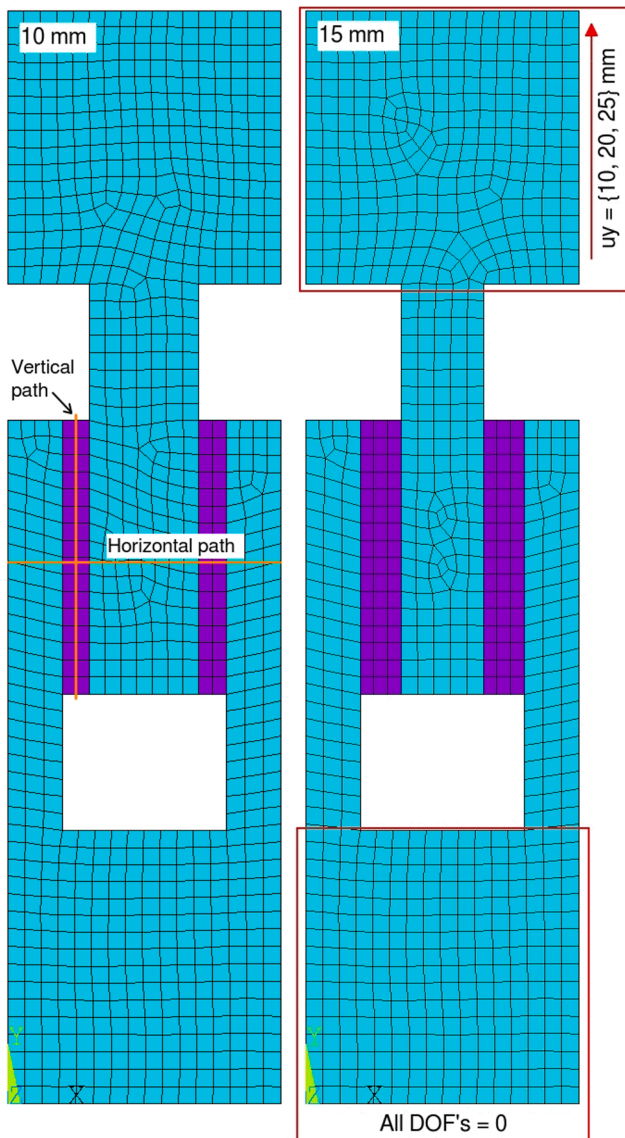 10 mm
15 mm
uy = {10, 20, 25} mm
Vertical
path
Horizontal path
Y
Z
X
Y
Z
X
All DOF's = 0